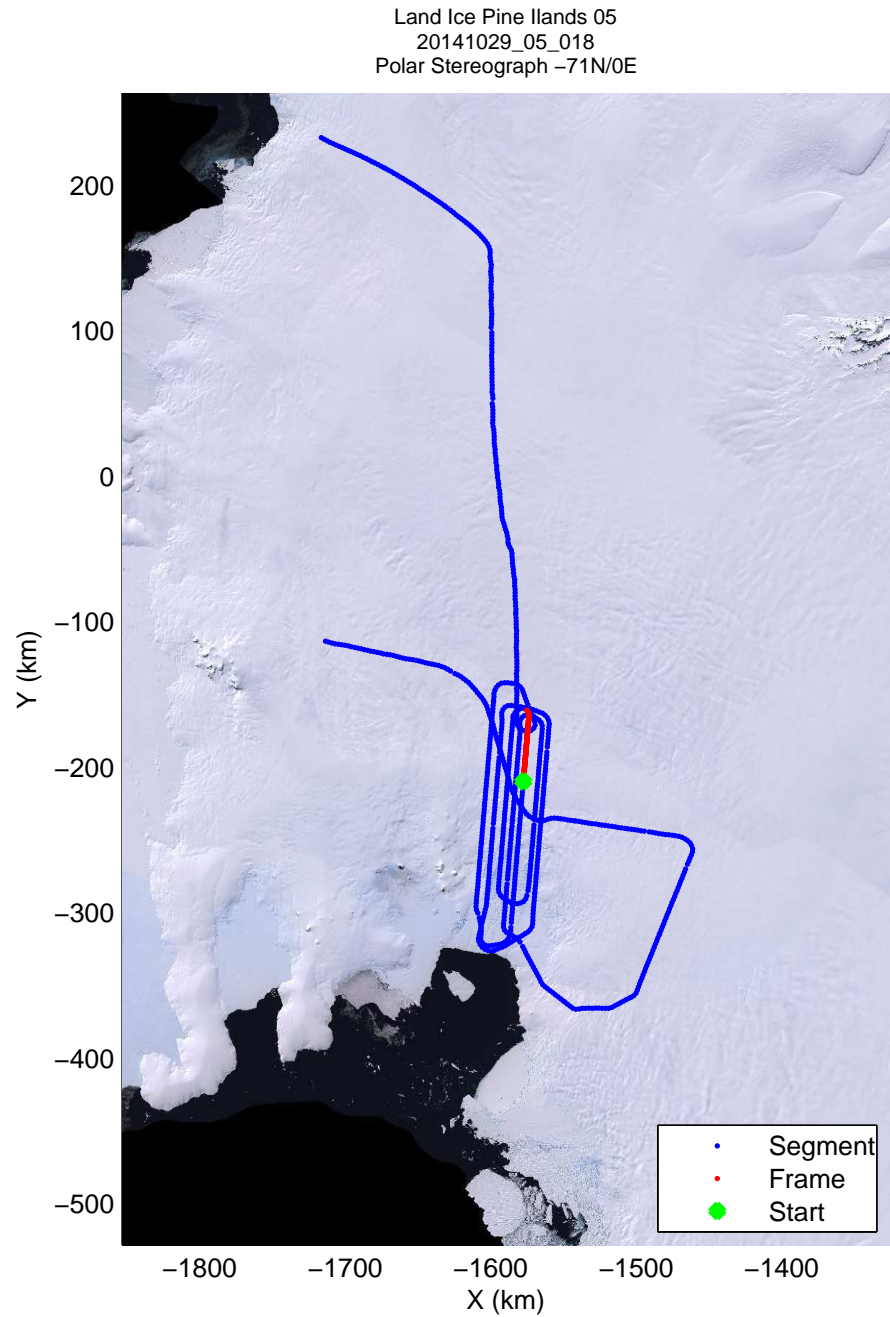 Land Ice Pine Ilands 05
20141029_05_018
Polar Stereograph −71N/0E
200
100
0
−100
−200
−300
−400
−500
Y (km)
Segment
Frame
Start
−1800 −1700 −1600 −1500 −1400
X (km)